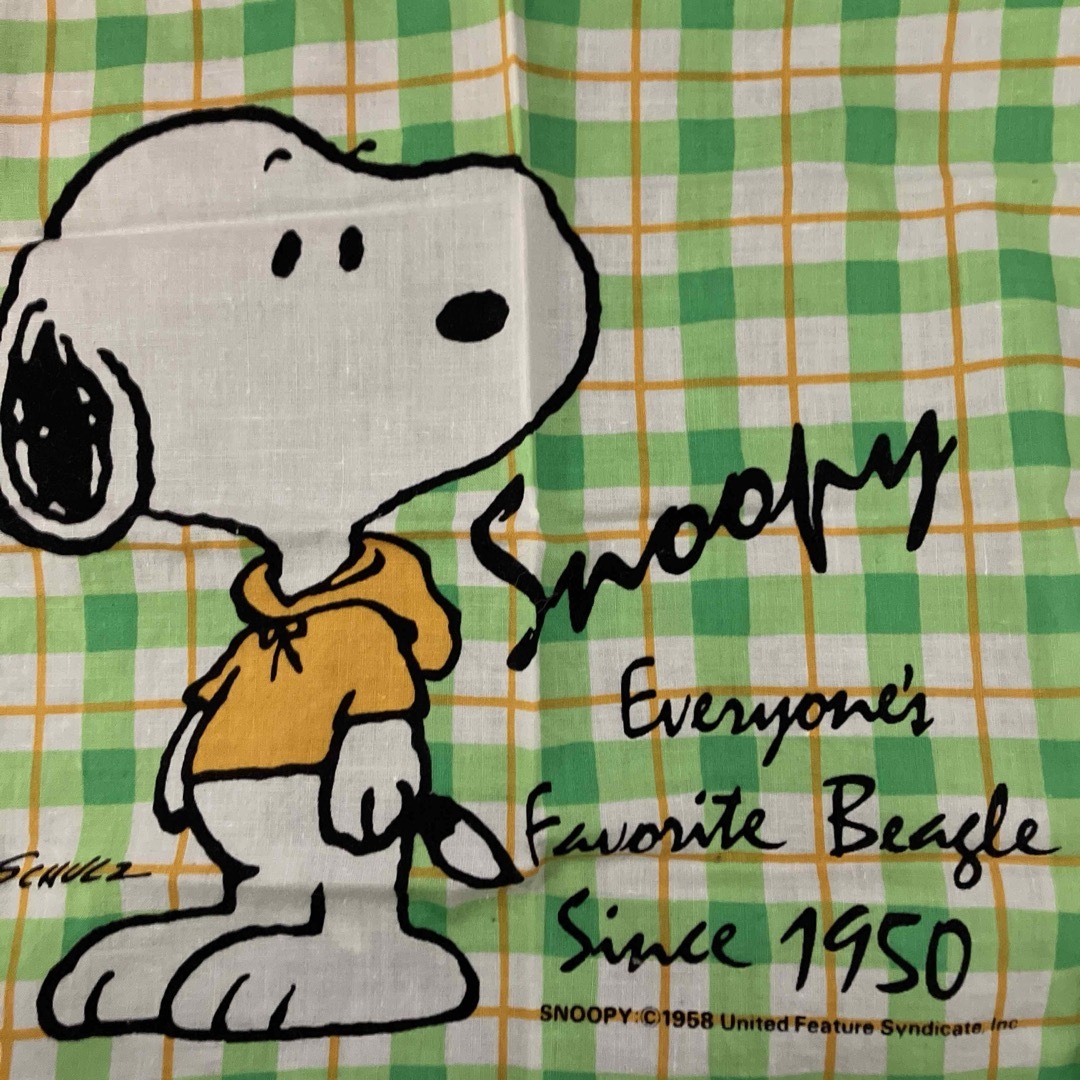 Snoopy
Everyone's
Favorite Beagle
Since 1950
SCHULZ
SNOOPY:©1958 United Feature Syndicate, Inc